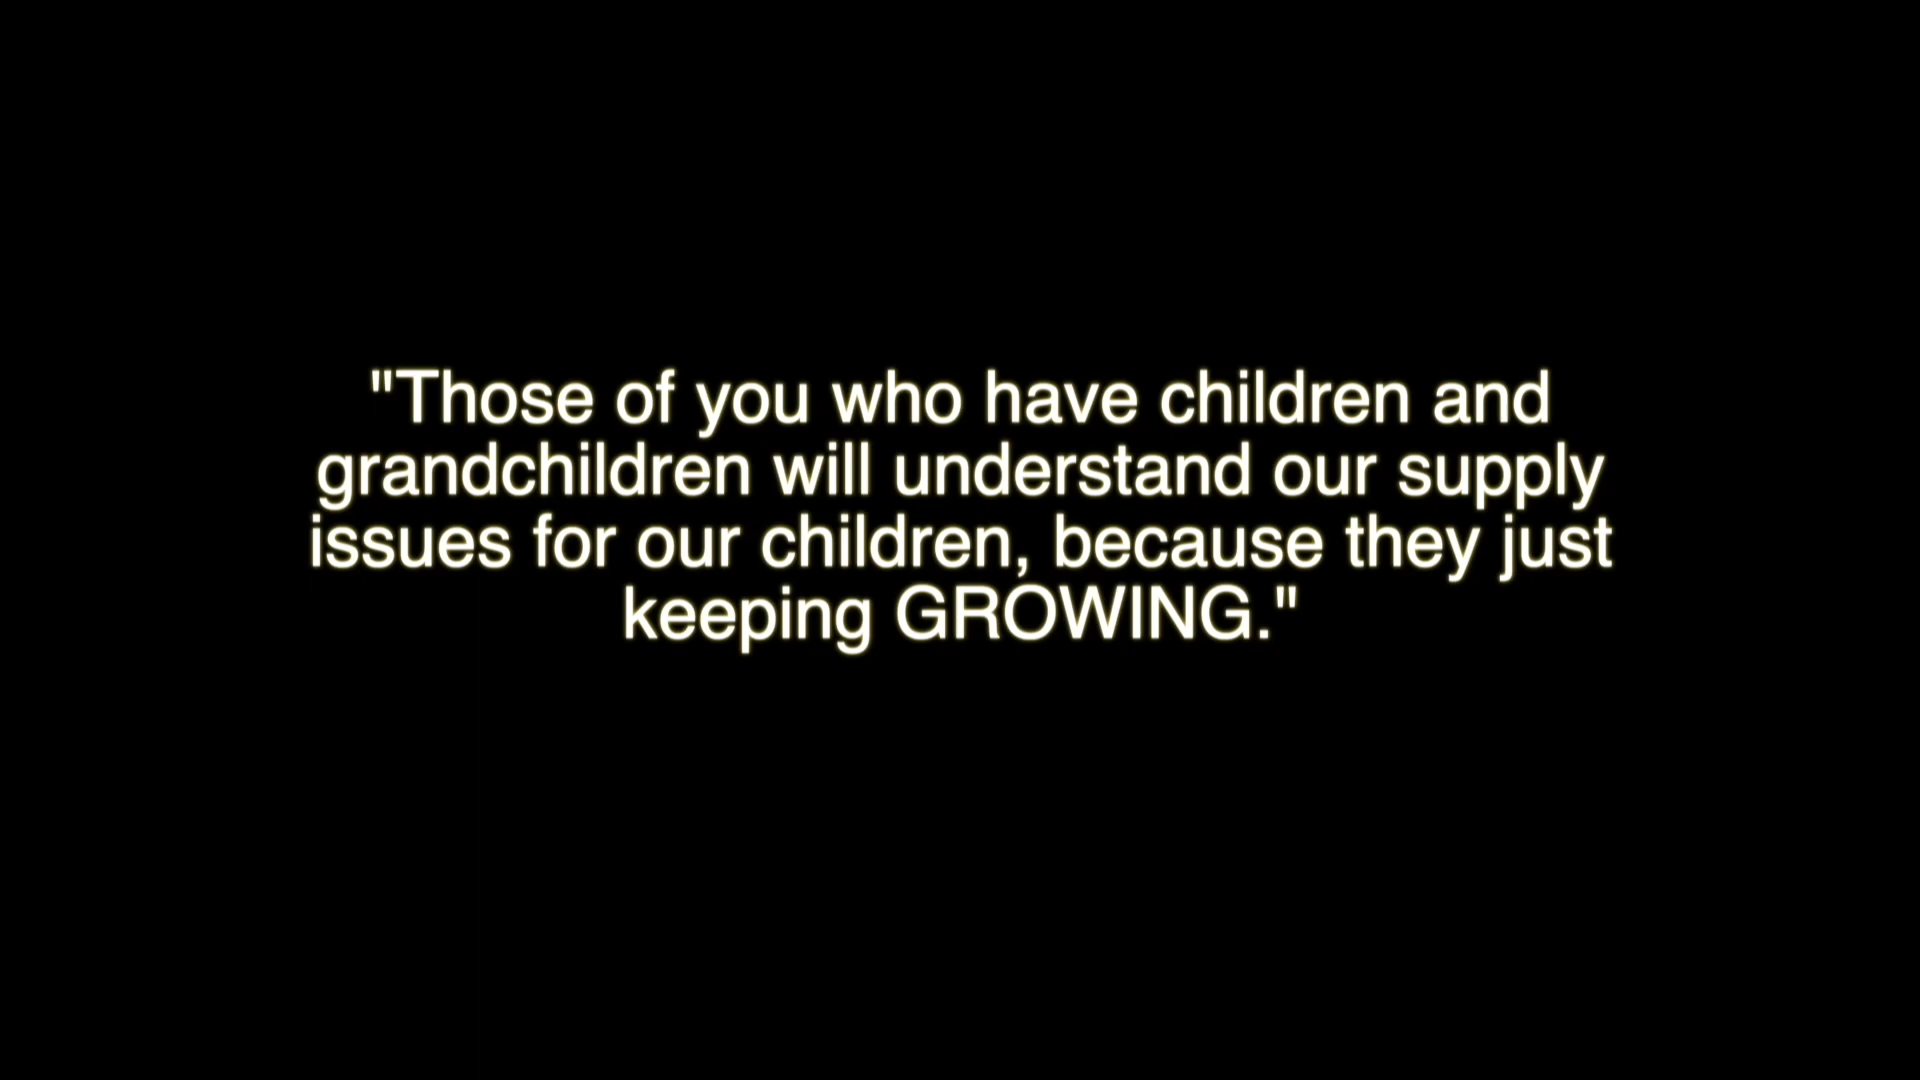 "Those of you who have children and
grandchildren will understand our supply
issues for our children, because they just
keeping GROWING."